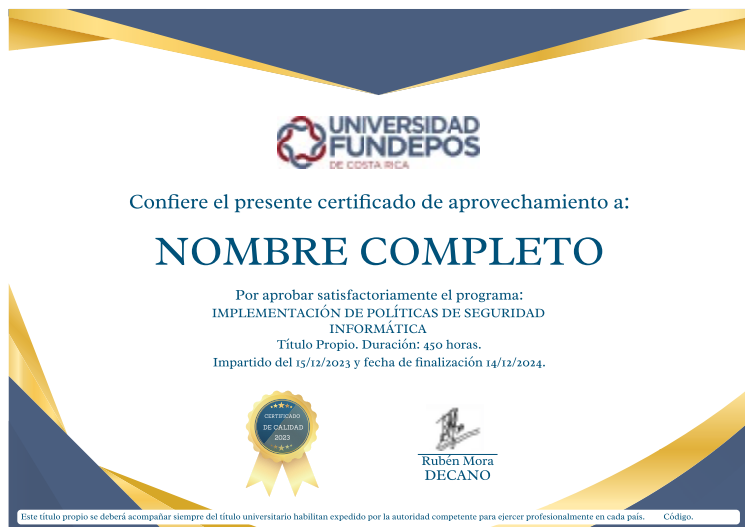 UNIVERSIDAD
FUNDEPOS
DE COSTA RICA
Confiere el presente certificado de aprovechamiento a:
NOMBRE COMPLETO
Por aprobar satisfactoriamente el programa:
IMPLEMENTACIÓN DE POLÍTICAS DE SEGURIDAD
INFORMÁTICA
Título Propio. Duración: 450 horas.
Impartido del 15/12/2023 y fecha de finalización 14/12/2024.
CERTIFICADO
DE CALIDAD
2023
Rubén Mora
DECANO
Este título propio se deberá acompañar siempre del título universitario habilitan expedido por la autoridad competente para ejercer profesionalmente en cada país. Código.